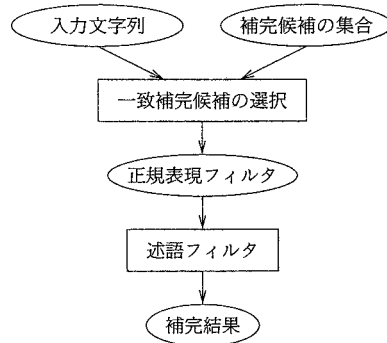 入力文字列
補完候補の集合
一致補完候補の選択
正規表現フィルタ
述語フィルタ
補完結果